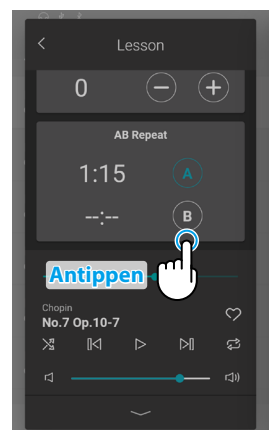 Lesson
0
AB Repeat
1:15
A
--:--
B
Antippen
Chopin
No.7 Op.10-7